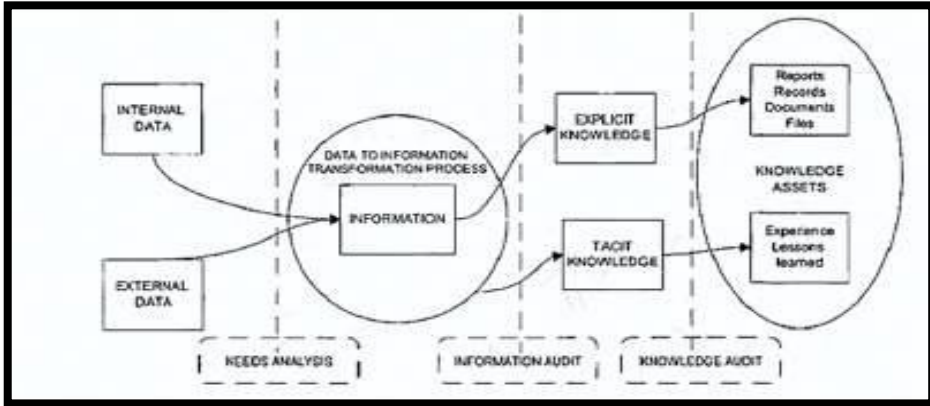 INTERNAL
DATA
EXTERNAL
DATA
DATA TO INFORMATION
TRANSFORMATION PROCESS
INFORMATION
EXPLICIT
KNOWLEDGE
TACIT
KNOWLEDGE
Reports
Records
Documents
Files
KNOWLEDGE
ASSETS
Experience
Lessons
learned
NEEDS ANALYSIS
INFORMATION AUDIT
KNOWLEDGE AUDIT